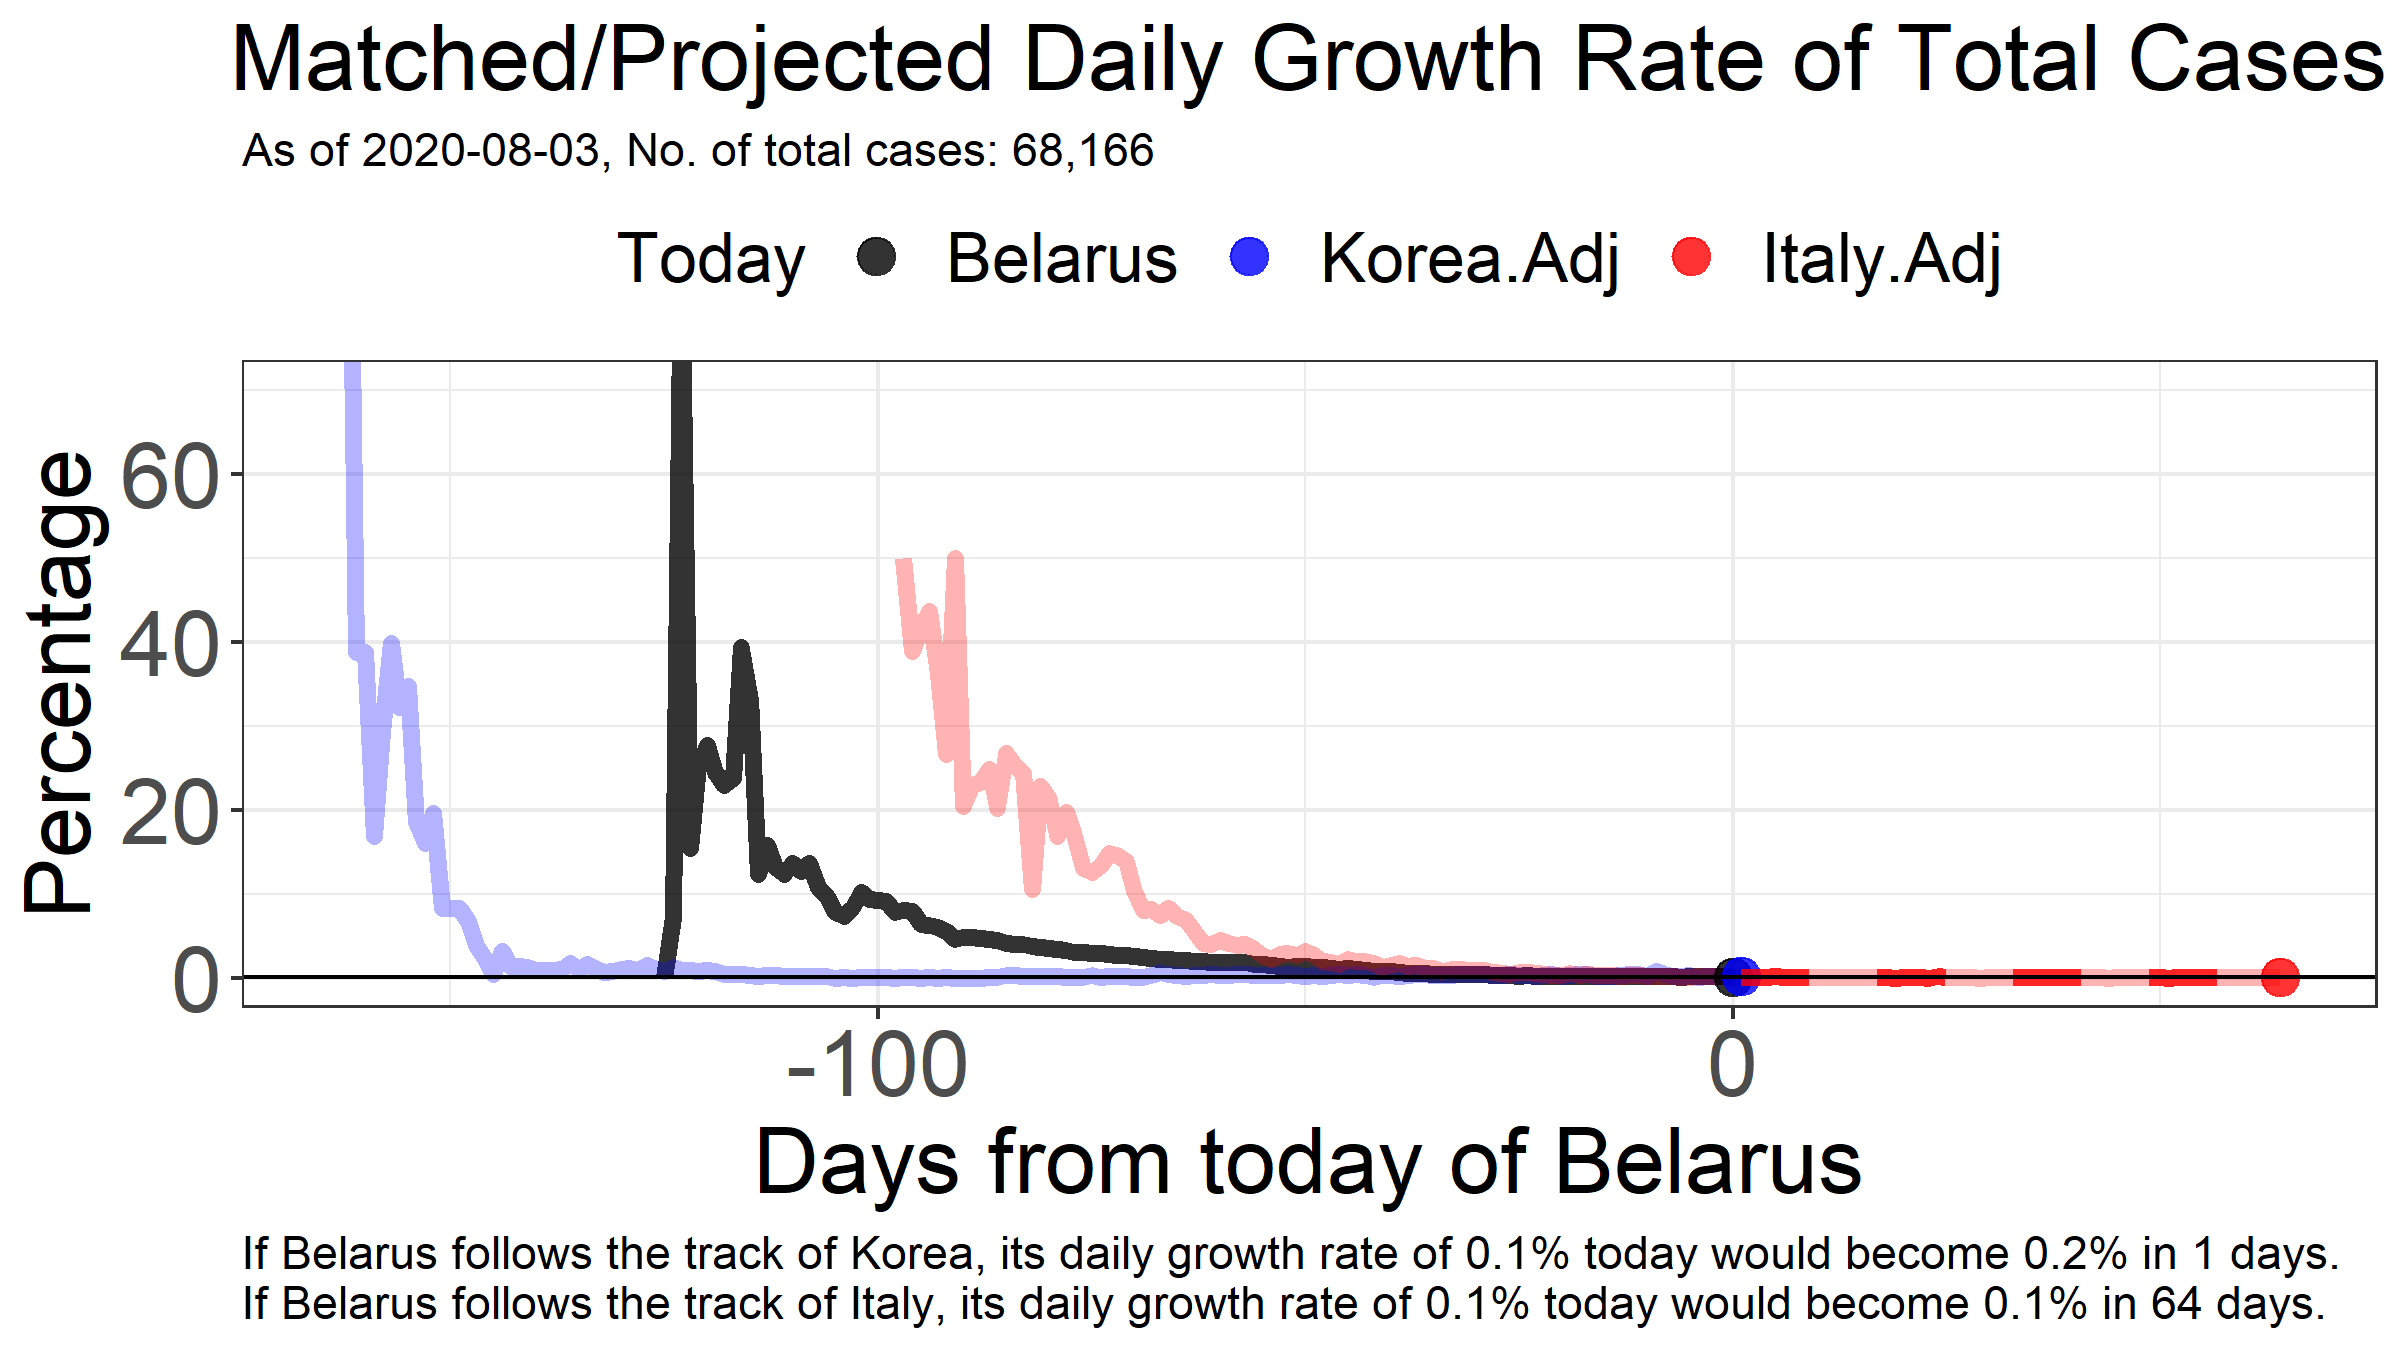 Matched/Projected Daily Growth Rate of Total Cases
As of 2020-08-03, No. of total cases: 68,166
Today Belarus Korea.Adj Italy.Adj
Percentage
60
40
20
0
-100 0
Days from today of Belarus
If Belarus follows the track of Korea, its daily growth rate of 0.1% today would become 0.2% in 1 days.
If Belarus follows the track of Italy, its daily growth rate of 0.1% today would become 0.1% in 64 days.